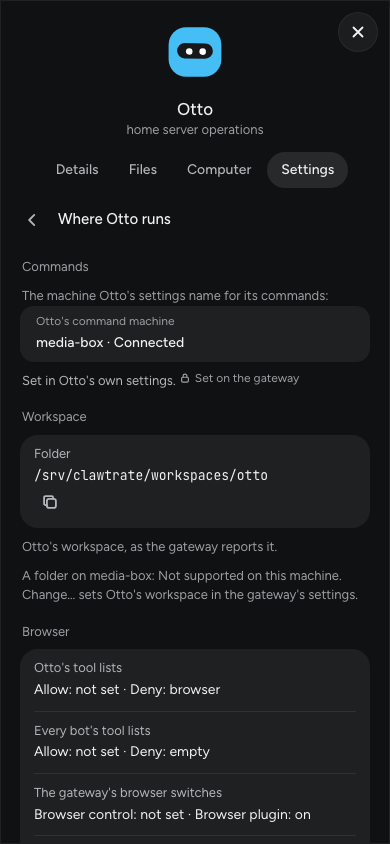 Otto
home server operations
Details Files Computer Settings
Where Otto runs
Commands
The machine Otto's settings name for its commands:
Otto's command machine
media-box · Connected
Set in Otto's own settings. Set on the gateway
Workspace
Folder
/srv/clawtrate/workspaces/otto
Otto's workspace, as the gateway reports it.
A folder on media-box: Not supported on this machine.
Change... sets Otto's workspace in the gateway's settings.
Browser
Otto's tool lists
Allow: not set · Deny: browser
Every bot's tool lists
Allow: not set · Deny: empty
The gateway's browser switches
Browser control: not set · Browser plugin: on